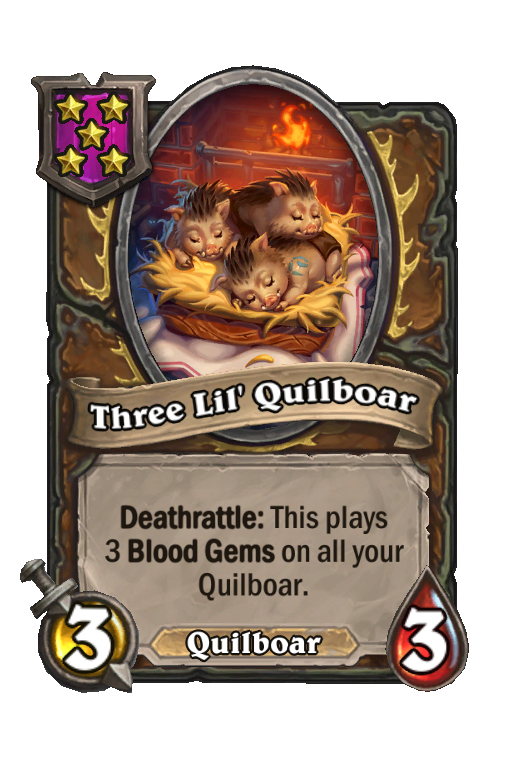 Three Lil' Quilboar
Deathrattle: This plays
3 Blood Gems on all your
Quilboar.
3
Quilboar
3